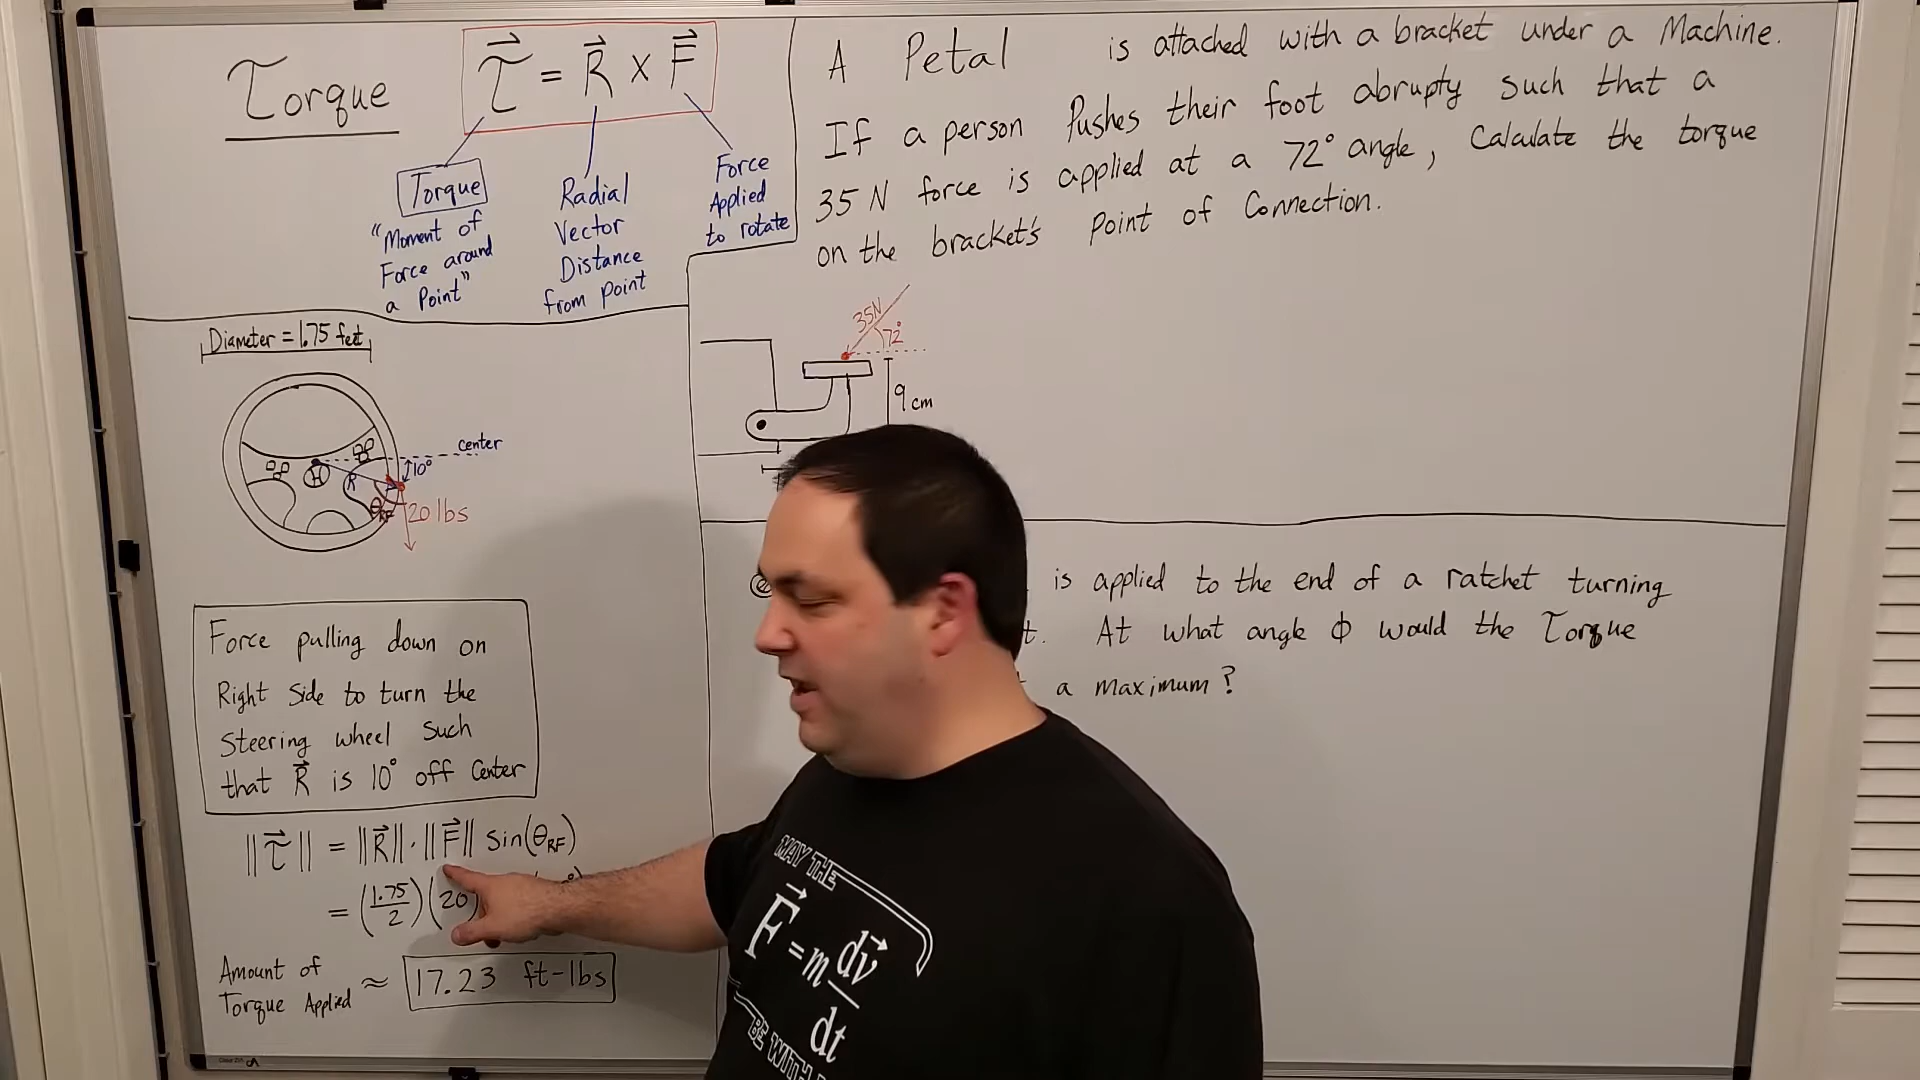 Torque
τ = R x F
Torque
"Moment of
Force around
a Point"
Radial
Vector
Distance
from point
Force
Applied
to rotate
A Petal is attached with a bracket under a Machine.
If a person Pushes their foot abrupty such that a
35 N force is applied at a 72° angle, Calculate the torque
on the bracket's Point of Connection.
Diameter = 1.75 feet
center
10°
R
H
θRF
20 lbs
35N
72°
9 cm
Force pulling down on
Right Side to turn the
Steering wheel Such
that R is 10° off Center
||τ|| = ||R|| · ||F|| sin(θRF)
= (1.75/2)(20)
Amount of
Torque Applied
≈ 17.23 ft-lbs
is applied to the end of a ratchet turning
t. At what angle Φ would the Torque
a maximum?
MAY THE
F = m dv/dt
BE WITH